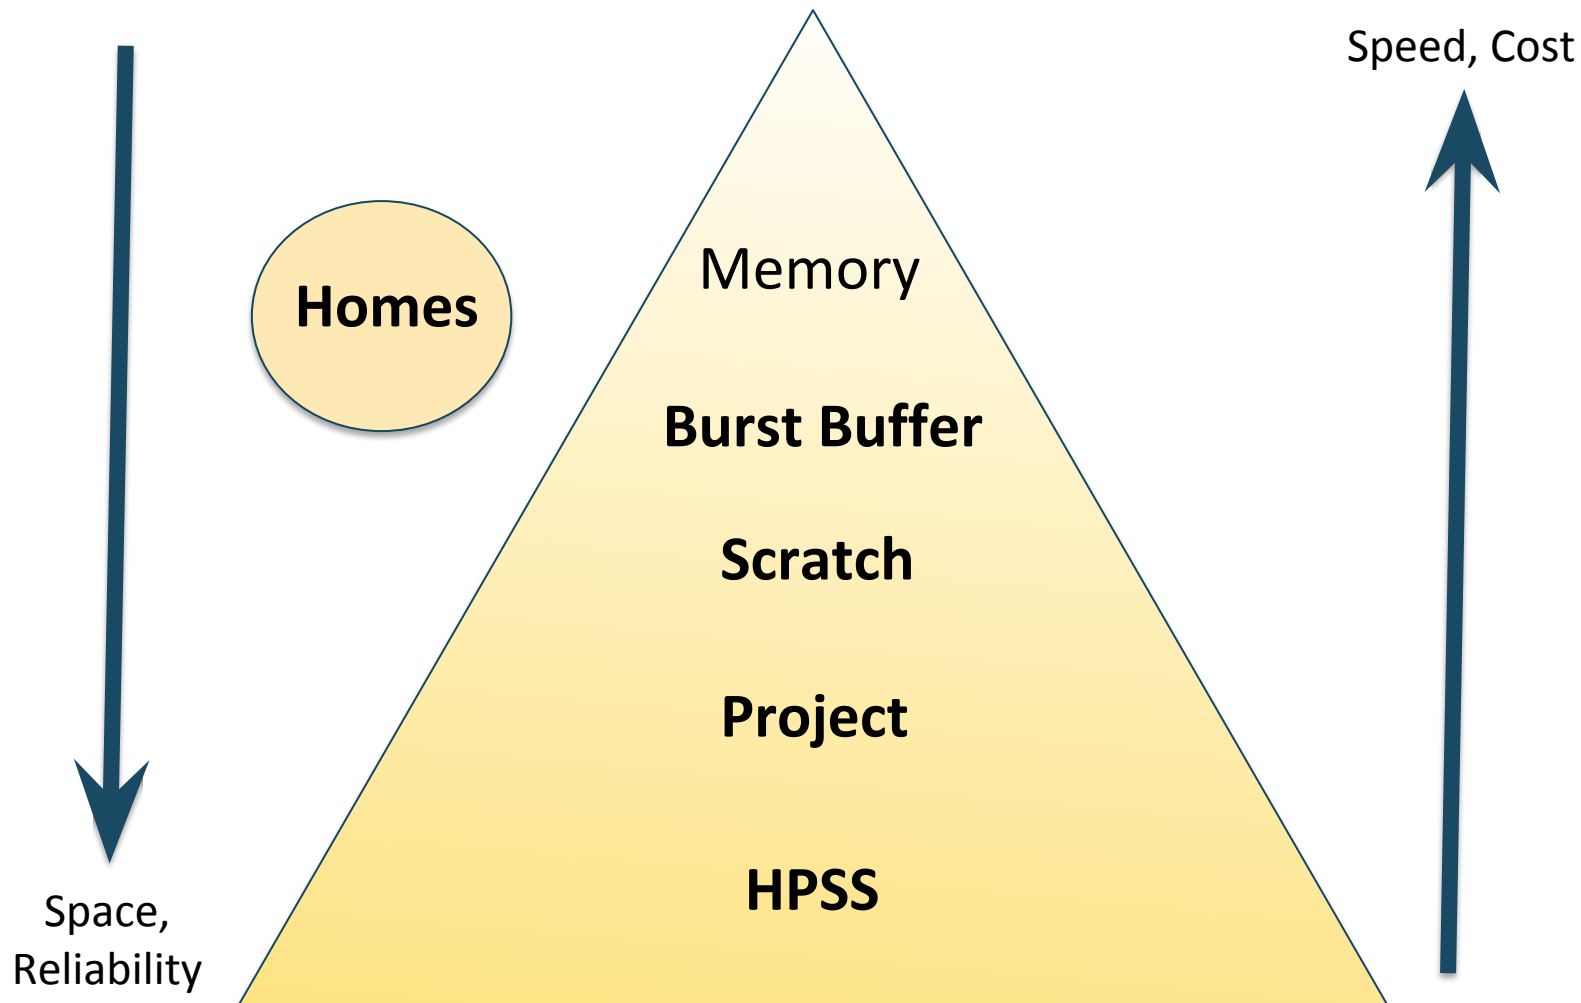 Speed, Cost
Memory
Homes
Burst Buffer
Scratch
Project
HPSS
Space,
Reliability